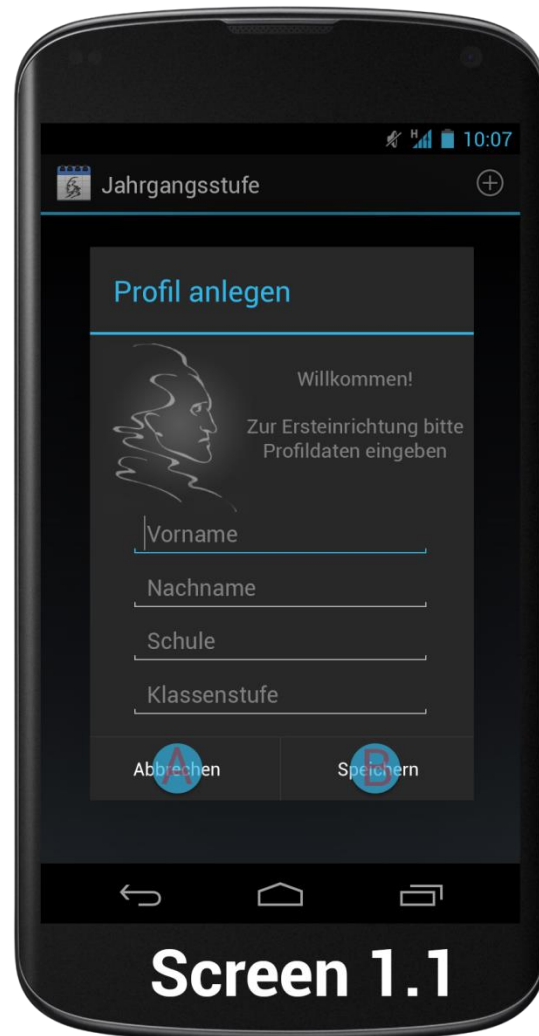 H 10:07
Jahrgangsstufe
Profil anlegen
Willkommen!
Zur Ersteinrichtung bitte
Profildaten eingeben
Vorname
Nachname
Schule
Klassenstufe
Abbrechen A Speichern B
Screen 1.1